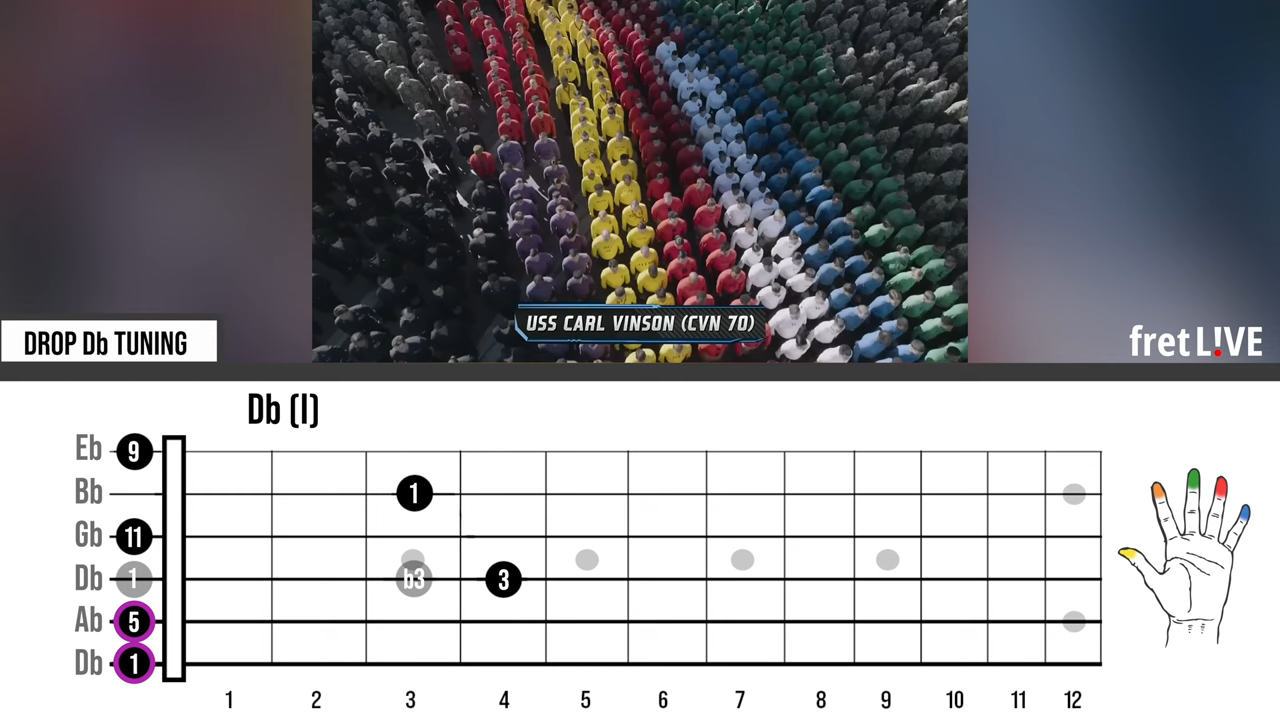 USS CARL VINSON (CVN 70)
DROP Db TUNING
fret L!VE
Db (I)
Eb 9
Bb 1
Gb 11
Db 1 b3 3
Ab 5
Db 1
1 2 3 4 5 6 7 8 9 10 11 12